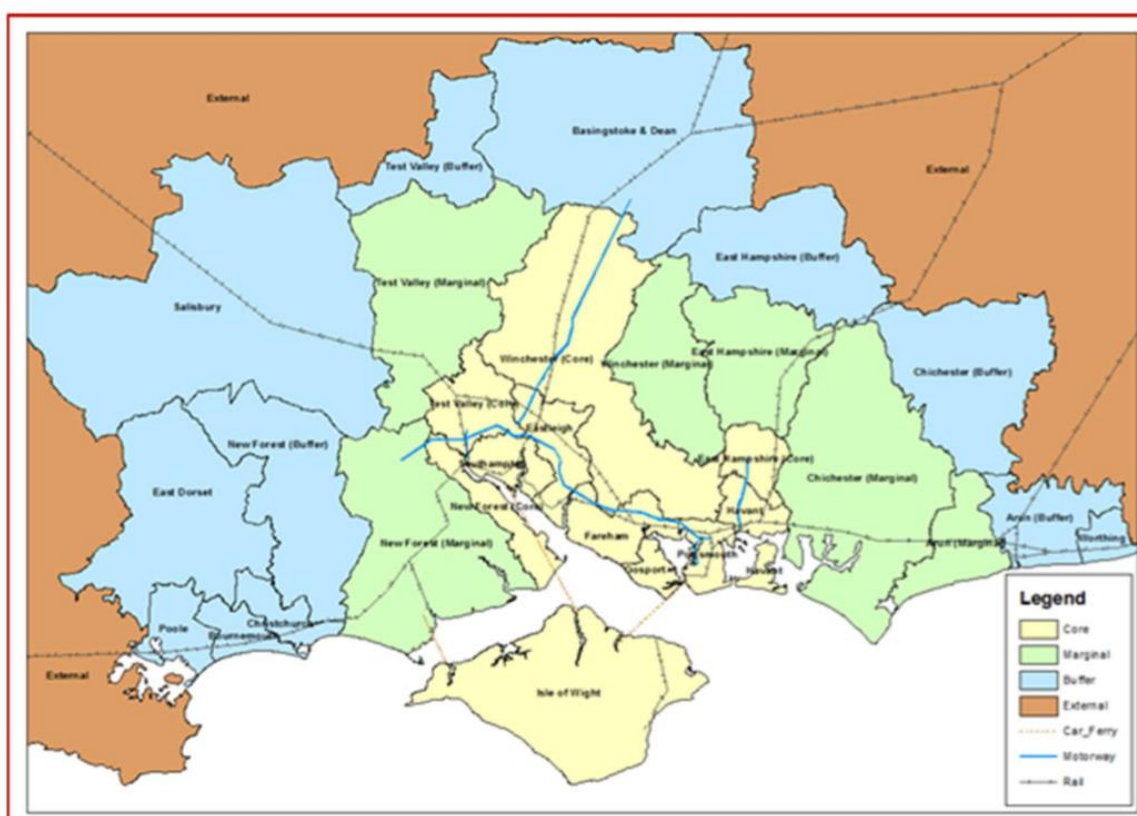 External
Basingstoke & Dean
Test Valley (Buffer)
External
East Hampshire (Buffer)
Test Valley (Marginal)
Salisbury
Winchester (Core)
Winchester (Marginal)
East Hampshire (Marginal)
Chichester (Buffer)
Test Valley (Core)
Eastleigh
New Forest (Buffer)
Southampton
East Hampshire (Core)
Chichester (Marginal)
East Dorset
New Forest (Core)
Havant
Fareham
Arun (Buffer)
Worthing
New Forest (Marginal)
Arun (Marginal)
Portsmouth
Gosport
Havant
Christchurch
Poole
Bournemouth
External
Isle of Wight
Legend
Core
Marginal
Buffer
External
Car_Ferry
Motorway
Rail